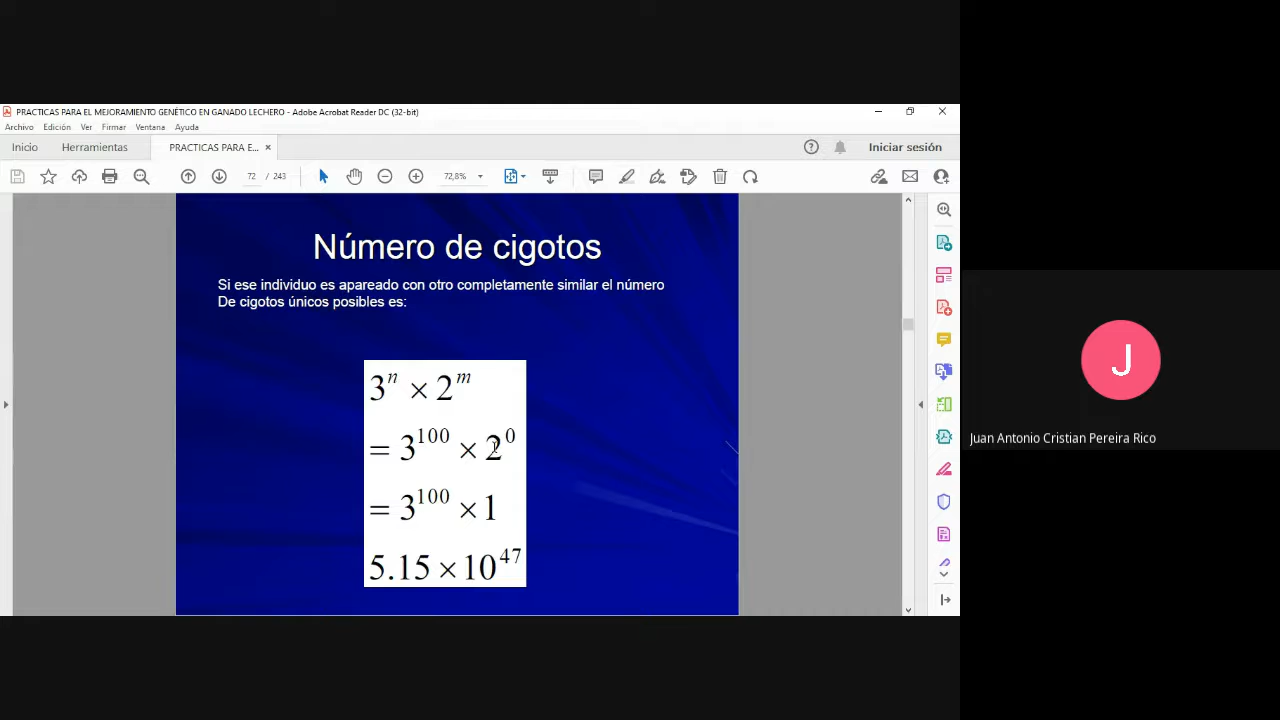 PRACTICAS PARA EL MEJORAMIENTO GENÉTICO EN GANADO LECHERO - Adobe Acrobat Reader DC (32-bit)
Archivo Edición Ver Firmar Ventana Ayuda
Inicio Herramientas PRACTICAS PARA E... × Iniciar sesión
72 / 243 72,8%
Número de cigotos
Si ese individuo es apareado con otro completamente similar el número
De cigotos únicos posibles es:
3ⁿ × 2ᵐ
= 3¹⁰⁰ × 2⁰
= 3¹⁰⁰ × 1
5.15 × 10⁴⁷
J
Juan Antonio Cristian Pereira Rico